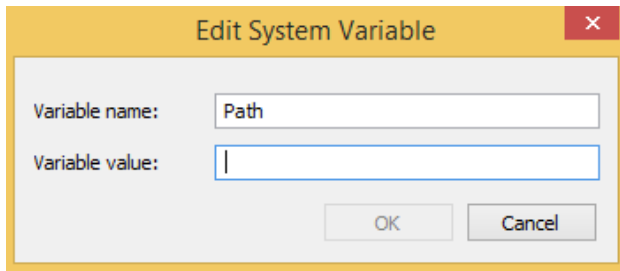 Edit System Variable
Variable name: Path
Variable value:
OK Cancel